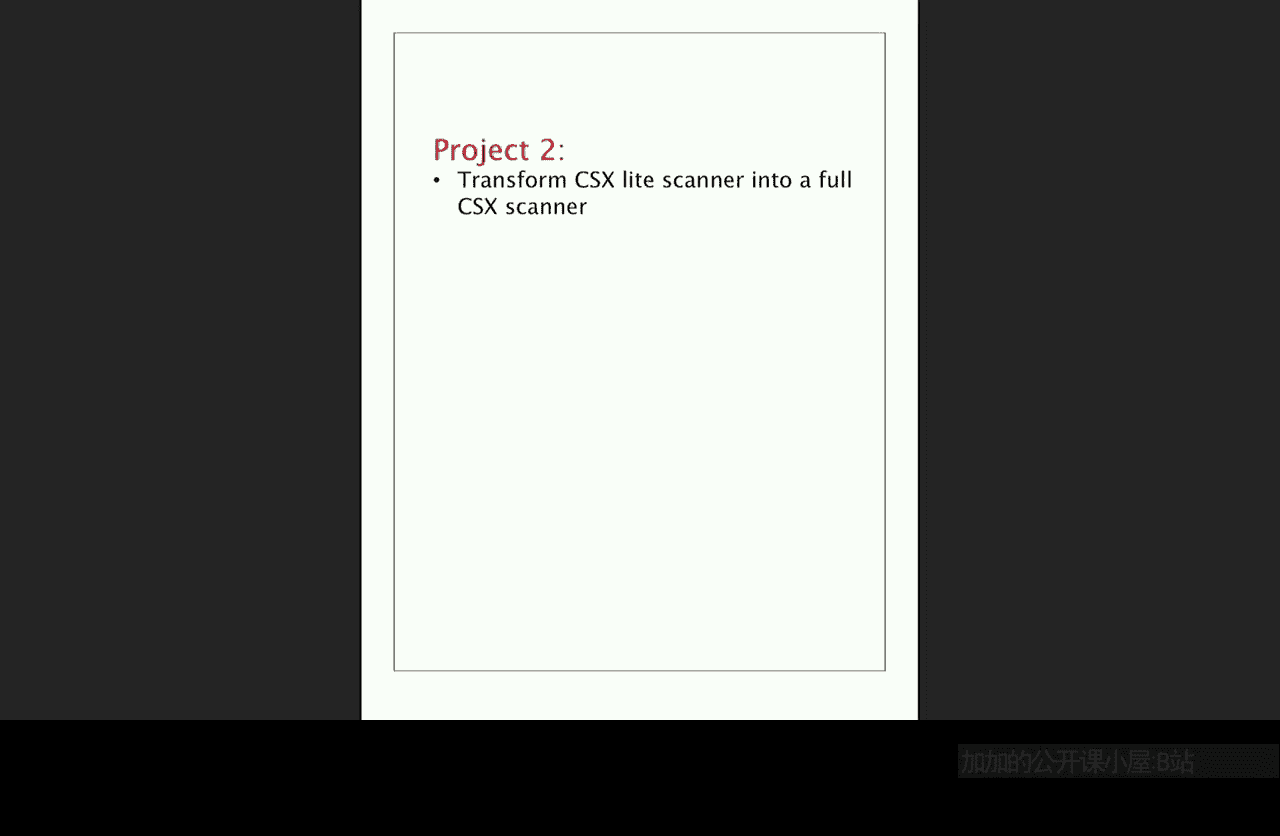 Project 2:
• Transform CSX lite scanner into a full
CSX scanner
加加的公开课小屋:B站